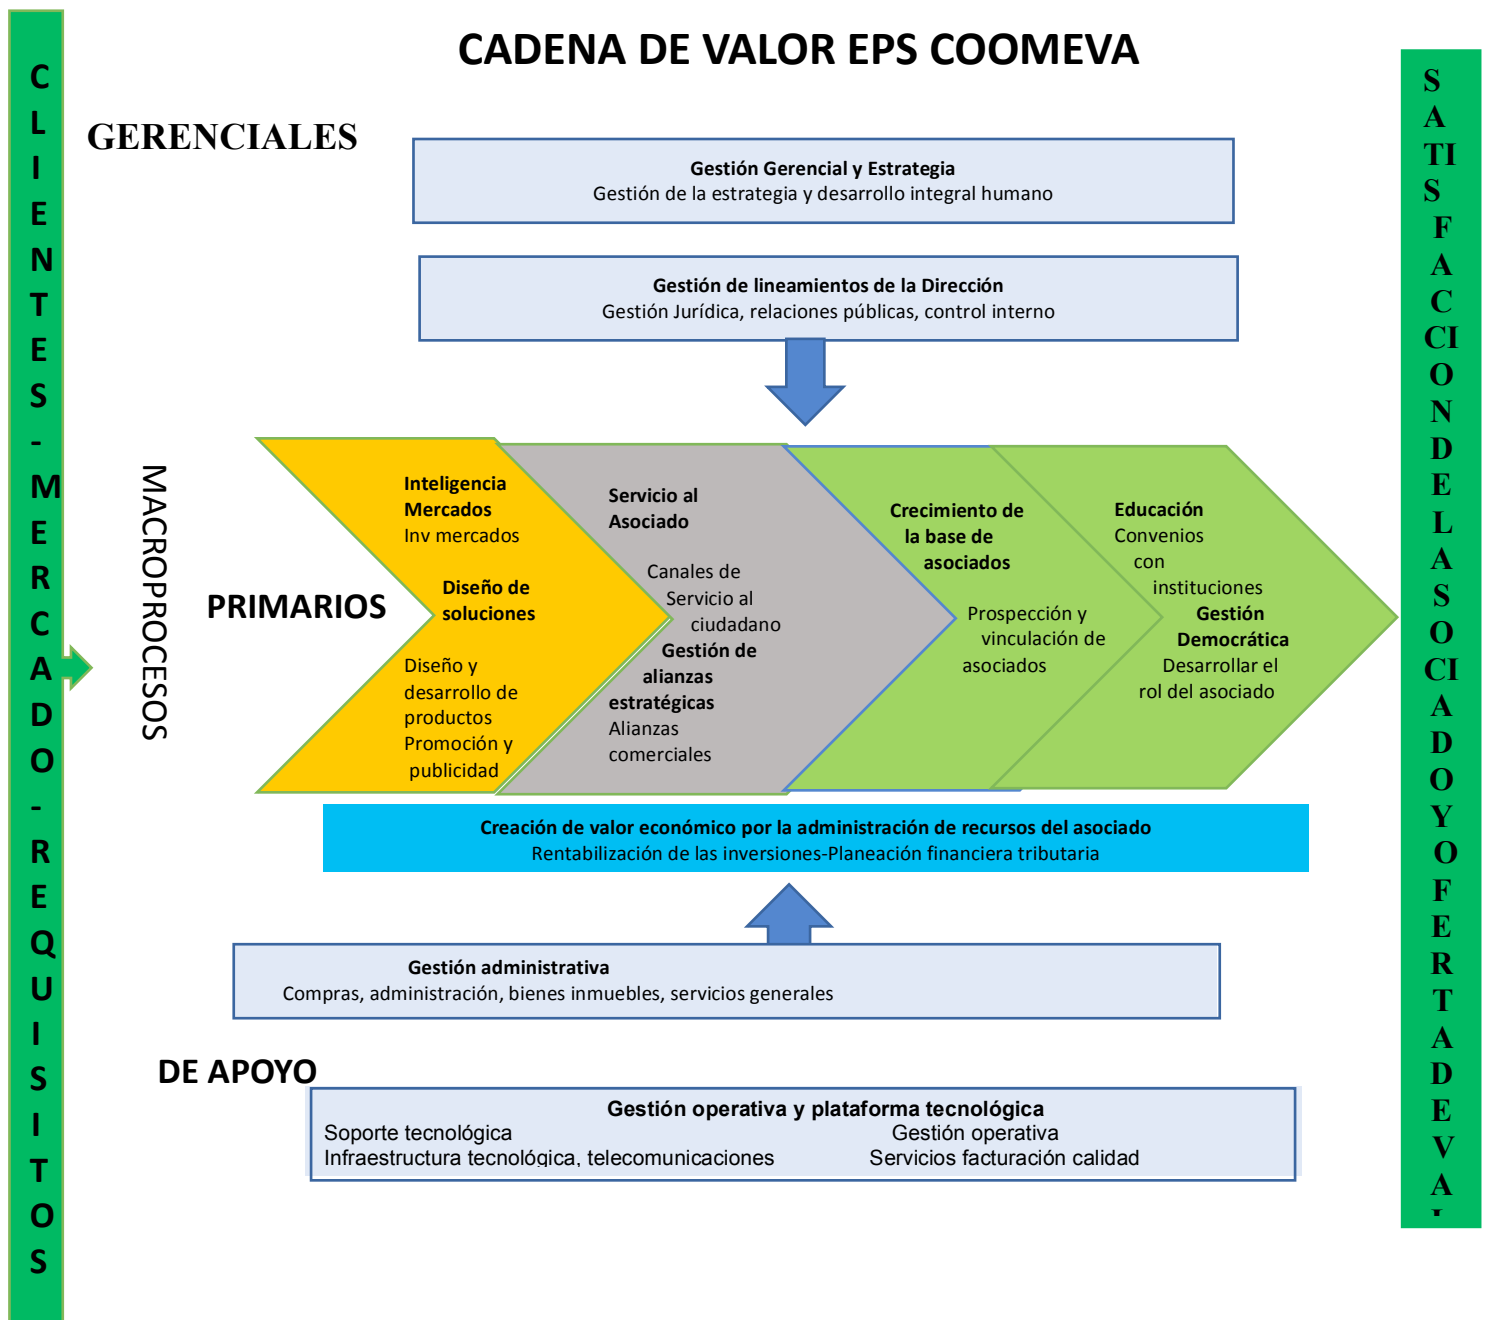 CADENA DE VALOR EPS COOMEVA
CLIENTES-MERCADO-REQUISITOS
GERENCIALES
Gestión Gerencial y Estrategia
Gestión de la estrategia y desarrollo integral humano
Gestión de lineamientos de la Dirección
Gestión Jurídica, relaciones públicas, control interno
MACROPROCESOS
PRIMARIOS
Inteligencia
Mercados
Inv mercados
Diseño de
soluciones
Diseño y
desarrollo de
productos
Promoción y
publicidad
Servicio al
Asociado
Canales de
Servicio al
ciudadano
Gestión de
alianzas
estratégicas
Alianzas
comerciales
Crecimiento de
la base de
asociados
Prospección y
vinculación de
asociados
Educación
Convenios
con
instituciones
Gestión
Democrática
Desarrollar el
rol del asociado
Creación de valor económico por la administración de recursos del asociado
Rentabilización de las inversiones-Planeación financiera tributaria
Gestión administrativa
Compras, administración, bienes inmuebles, servicios generales
DE APOYO
Gestión operativa y plataforma tecnológica
Soporte tecnológica Gestión operativa
Infraestructura tecnológica, telecomunicaciones Servicios facturación calidad
SATISFACCIONDELASOCIADOYOFERTADEVA